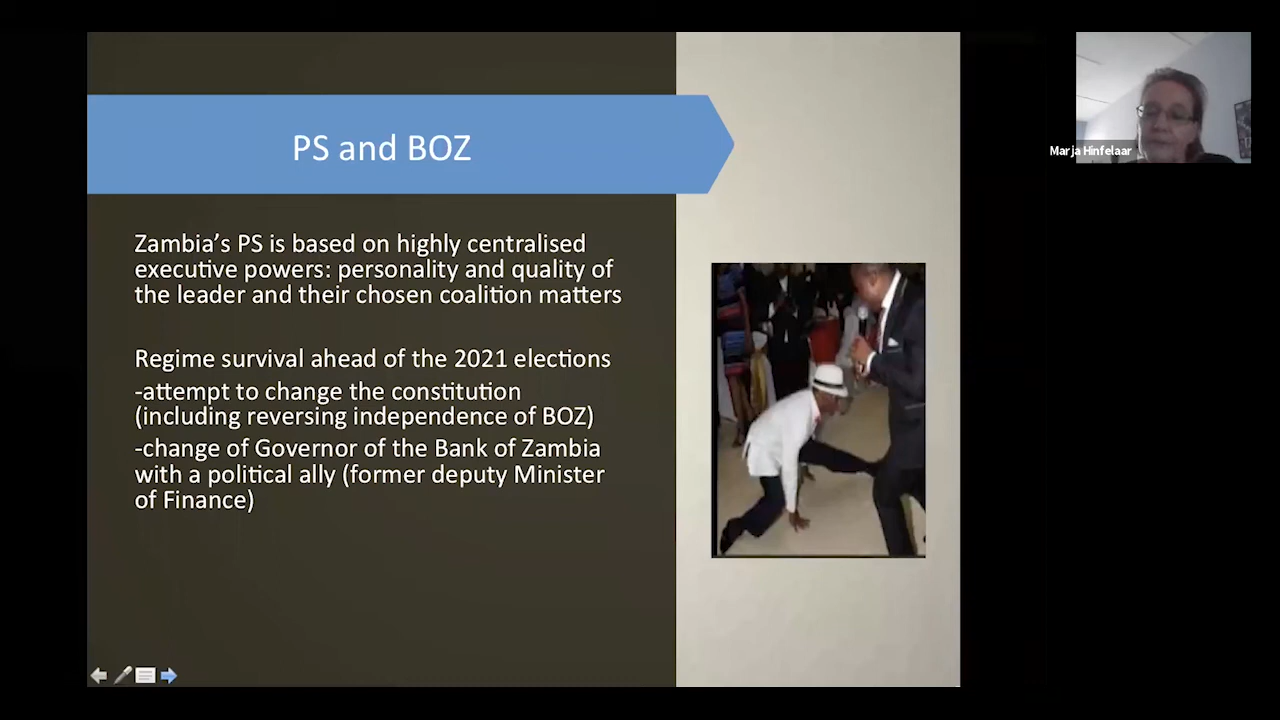 PS and BOZ
Marja Hinfelaar
Zambia’s PS is based on highly centralised
executive powers: personality and quality of
the leader and their chosen coalition matters
Regime survival ahead of the 2021 elections
-attempt to change the constitution
(including reversing independence of BOZ)
-change of Governor of the Bank of Zambia
with a political ally (former deputy Minister
of Finance)